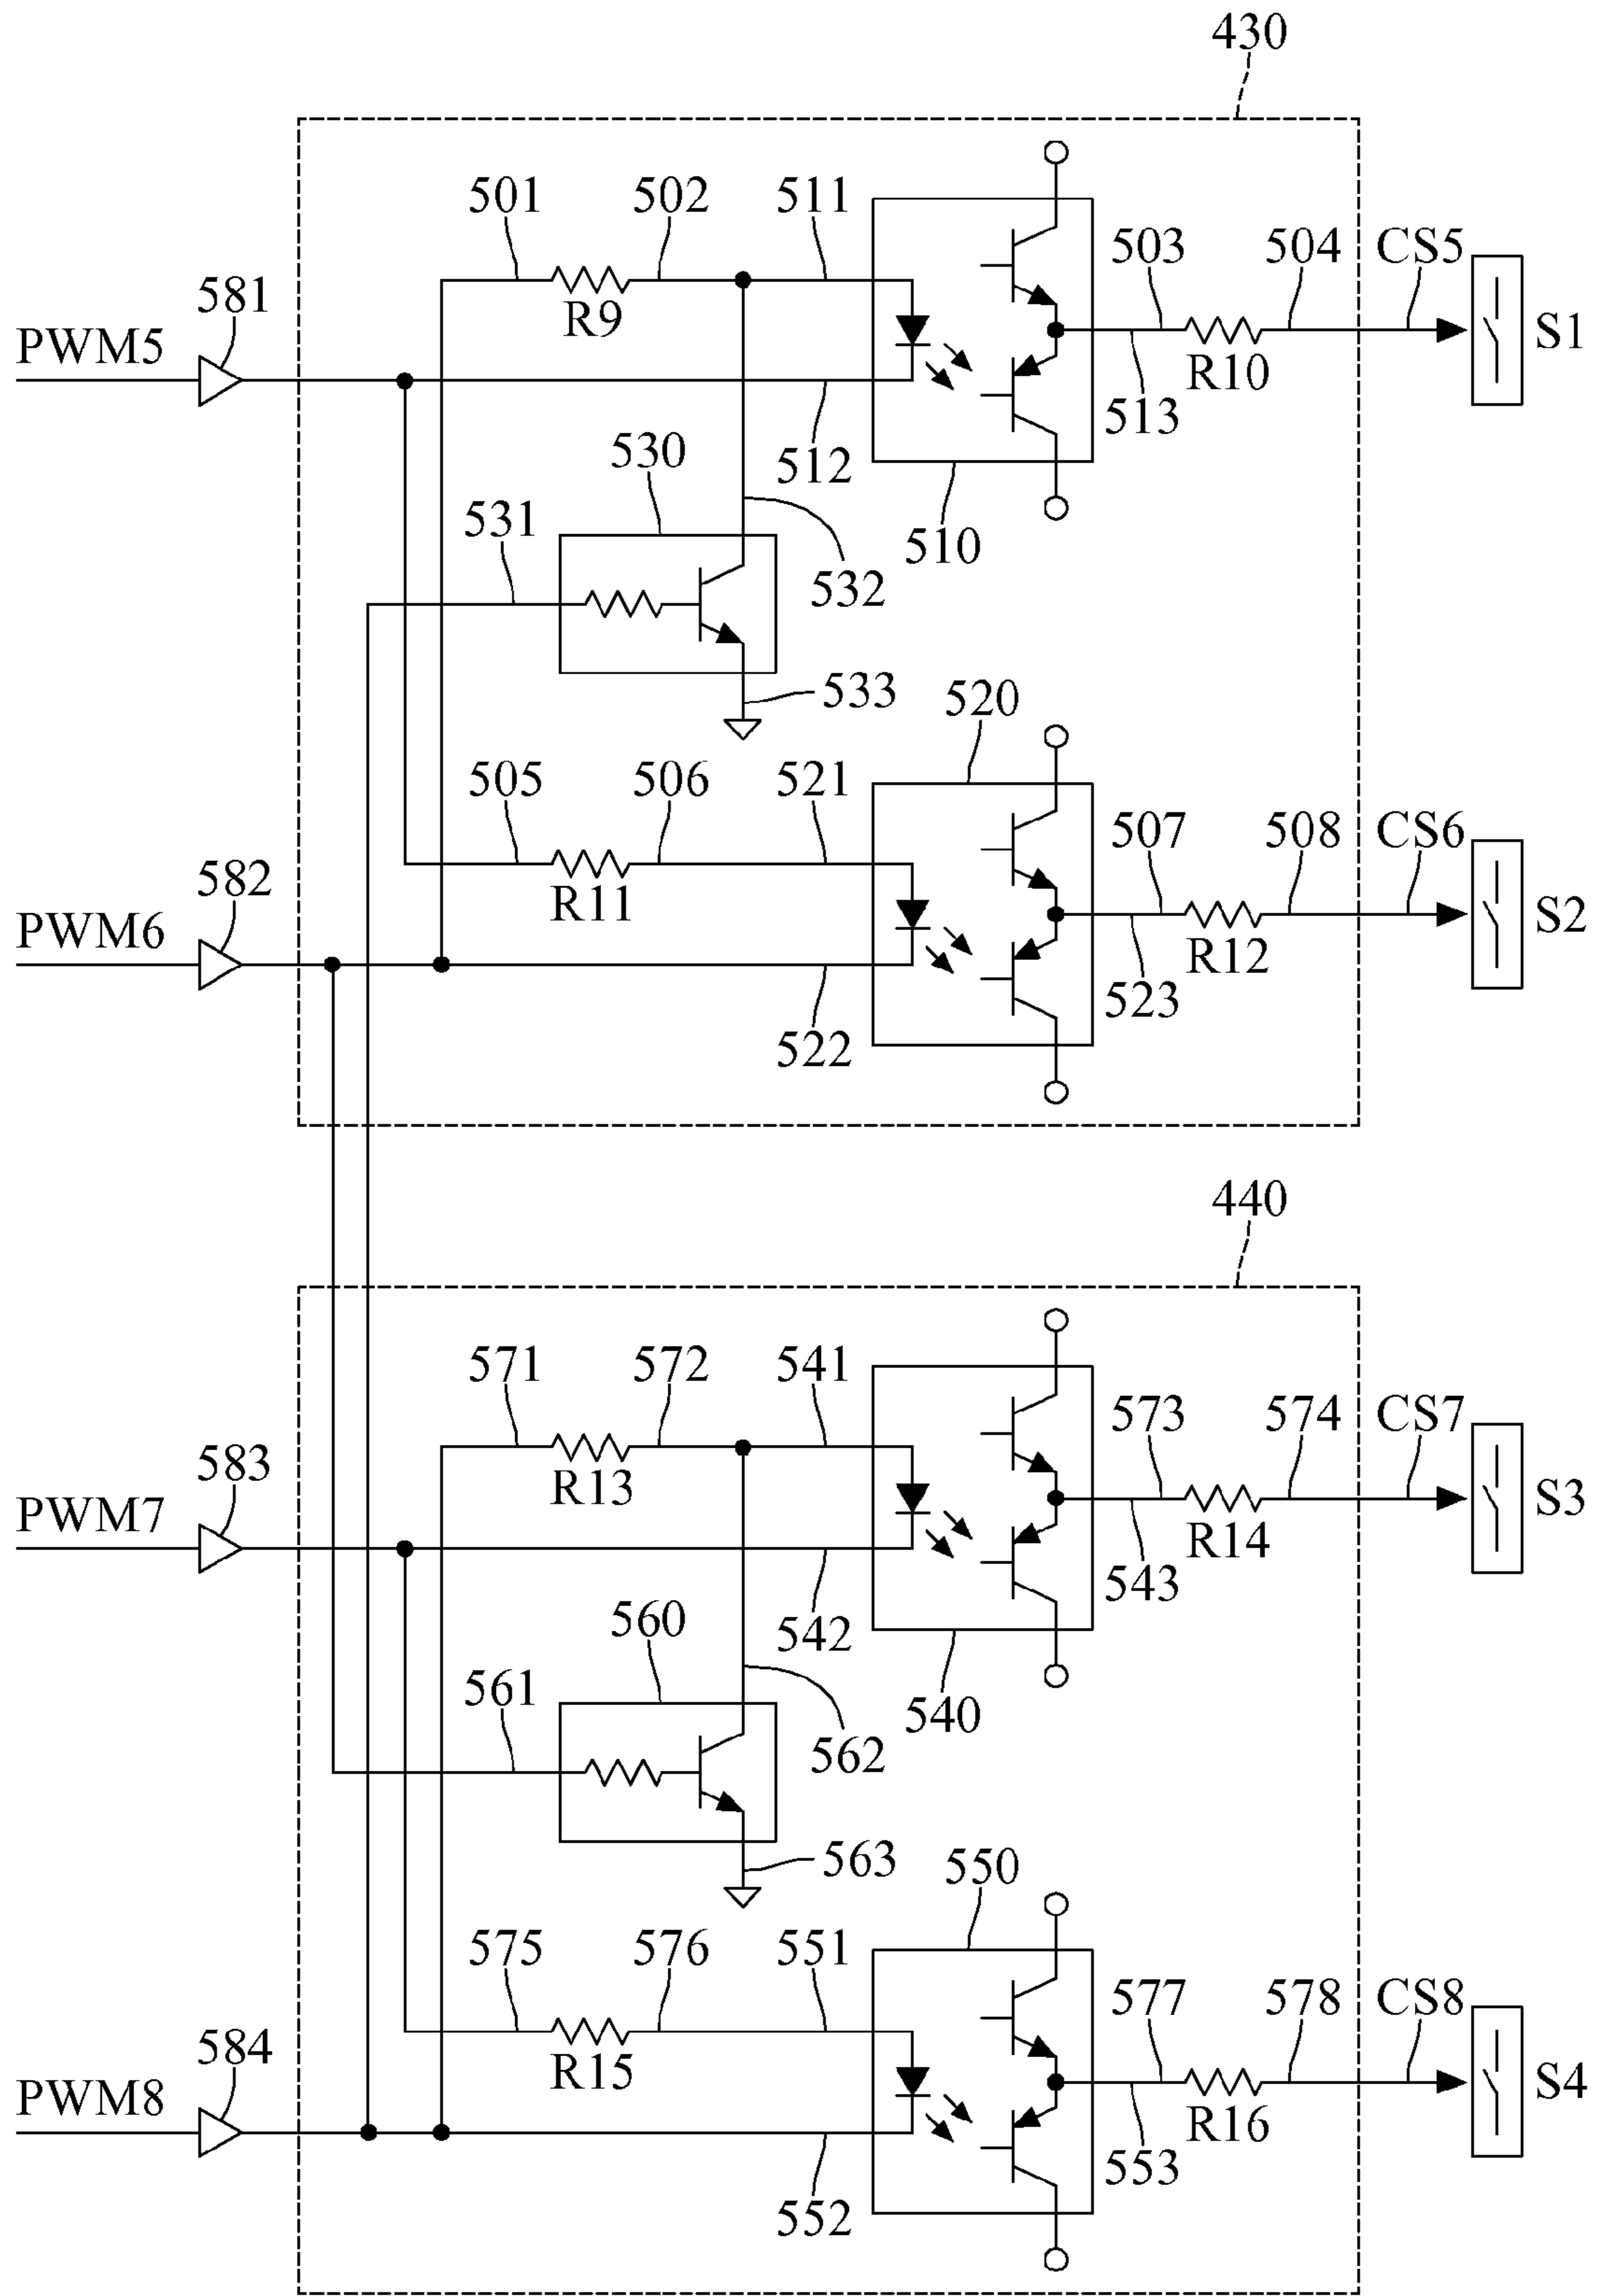 430
501 502 511 503 504 CS5
581
PWM5 R9 R10 S1
512 513
530 510
531 532
533 520
505 506 521 507 508 CS6
582
PWM6 R11 R12 S2
522 523
440
571 572 541 573 574 CS7
583
PWM7 R13 R14 S3
542 543
560 540
561 562
563 550
575 576 551 577 578 CS8
584
PWM8 R15 R16 S4
552 553